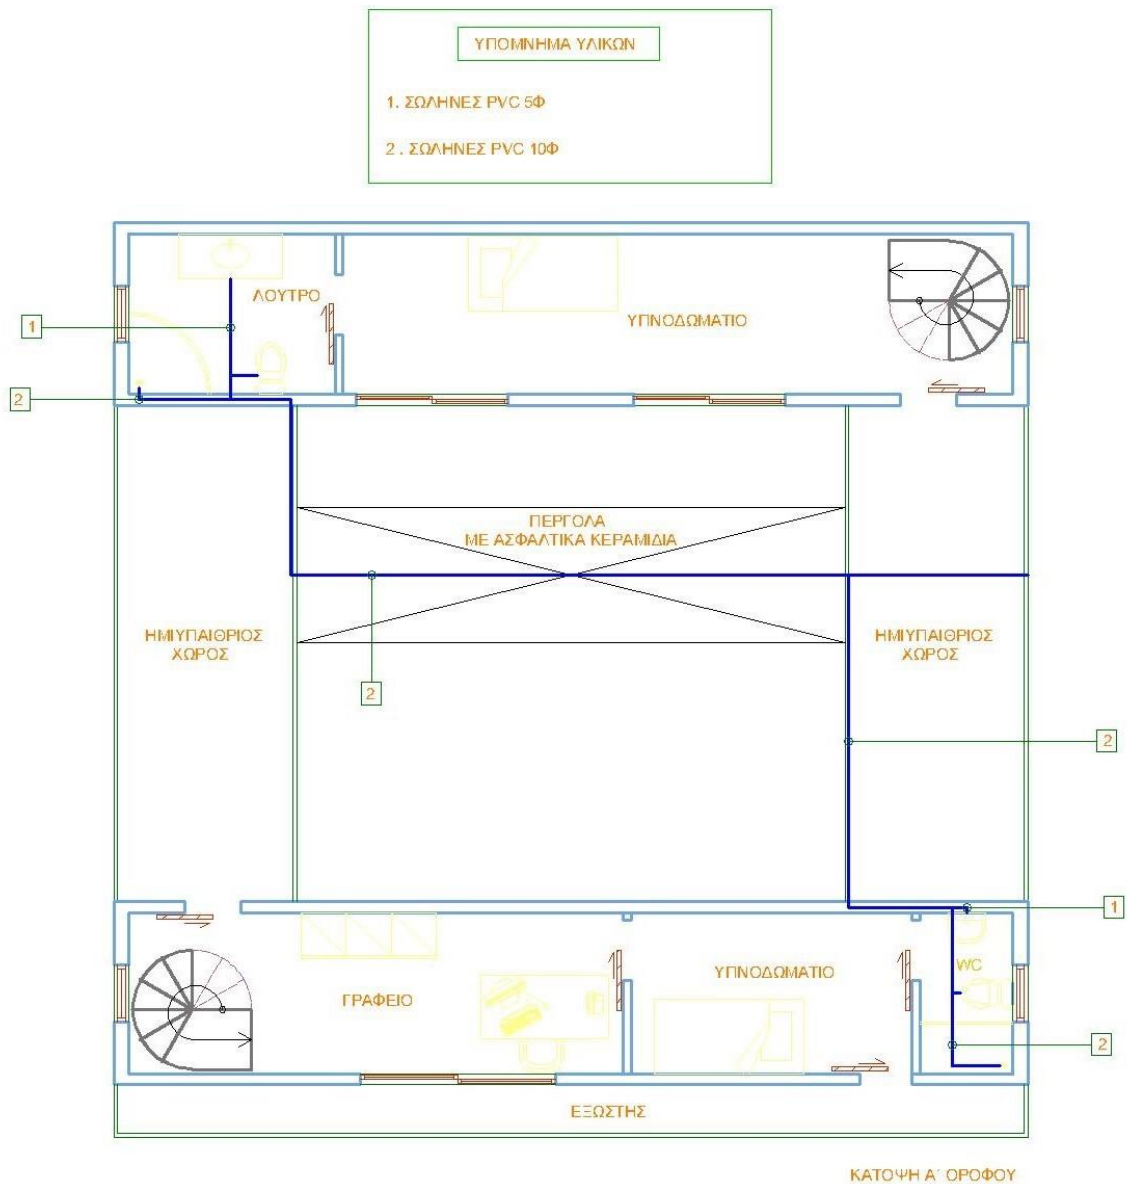 ΥΠΟΜΝΗΜΑ ΥΛΙΚΩΝ
1. ΣΩΛΗΝΕΣ PVC 5Φ
2 . ΣΩΛΗΝΕΣ PVC 10Φ
ΛΟΥΤΡΟ
1
ΥΠΝΟΔΩΜΑΤΙΟ
2
ΠΕΡΓΟΛΑ
ΜΕ ΑΣΦΑΛΤΙΚΑ ΚΕΡΑΜΙΔΙΑ
ΗΜΙΥΠΑΙΘΡΙΟΣ
ΧΩΡΟΣ
ΗΜΙΥΠΑΙΘΡΙΟΣ
ΧΩΡΟΣ
2
2
1
WC
ΥΠΝΟΔΩΜΑΤΙΟ
ΓΡΑΦΕΙΟ
2
ΕΞΩΣΤΗΣ
ΚΑΤΟΨΗ Α΄ ΟΡΟΦΟΥ